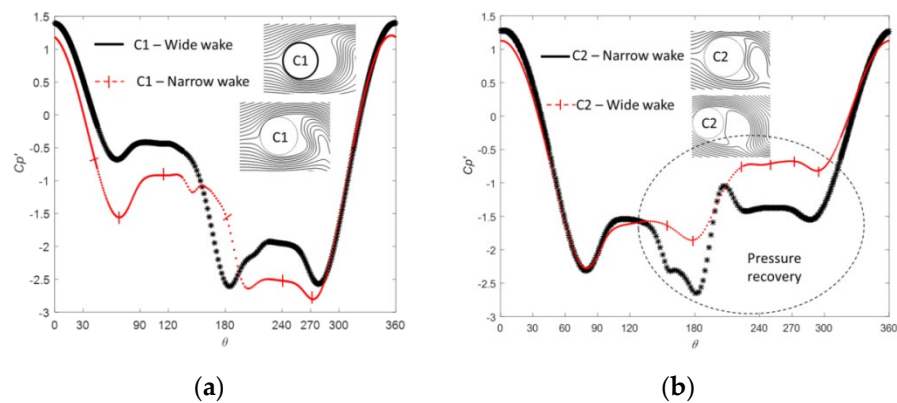 1.5
1
0.5
0
-0.5
-1
-1.5
-2
-2.5
-3
Cp'
0 30 90 120 180 240 270 300 360
θ
C1 – Wide wake
C1 – Narrow wake
C1
C1
(a)
1.5
1
0.5
0
-0.5
-1
-1.5
-2
-2.5
-3
Cp'
0 30 60 90 120 180 240 300 360
θ
C2 – Narrow wake
C2 – Wide wake
C2
C2
Pressure
recovery
(b)